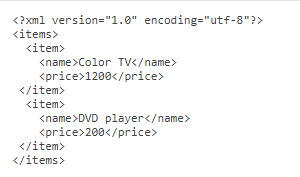 <?xml version="1.0" encoding="utf-8"?>
<items>
  <item>
    <name>Color TV</name>
    <price>1200</price>
 </item>
  <item>
    <name>DVD player</name>
    <price>200</price>
 </item>
</items>